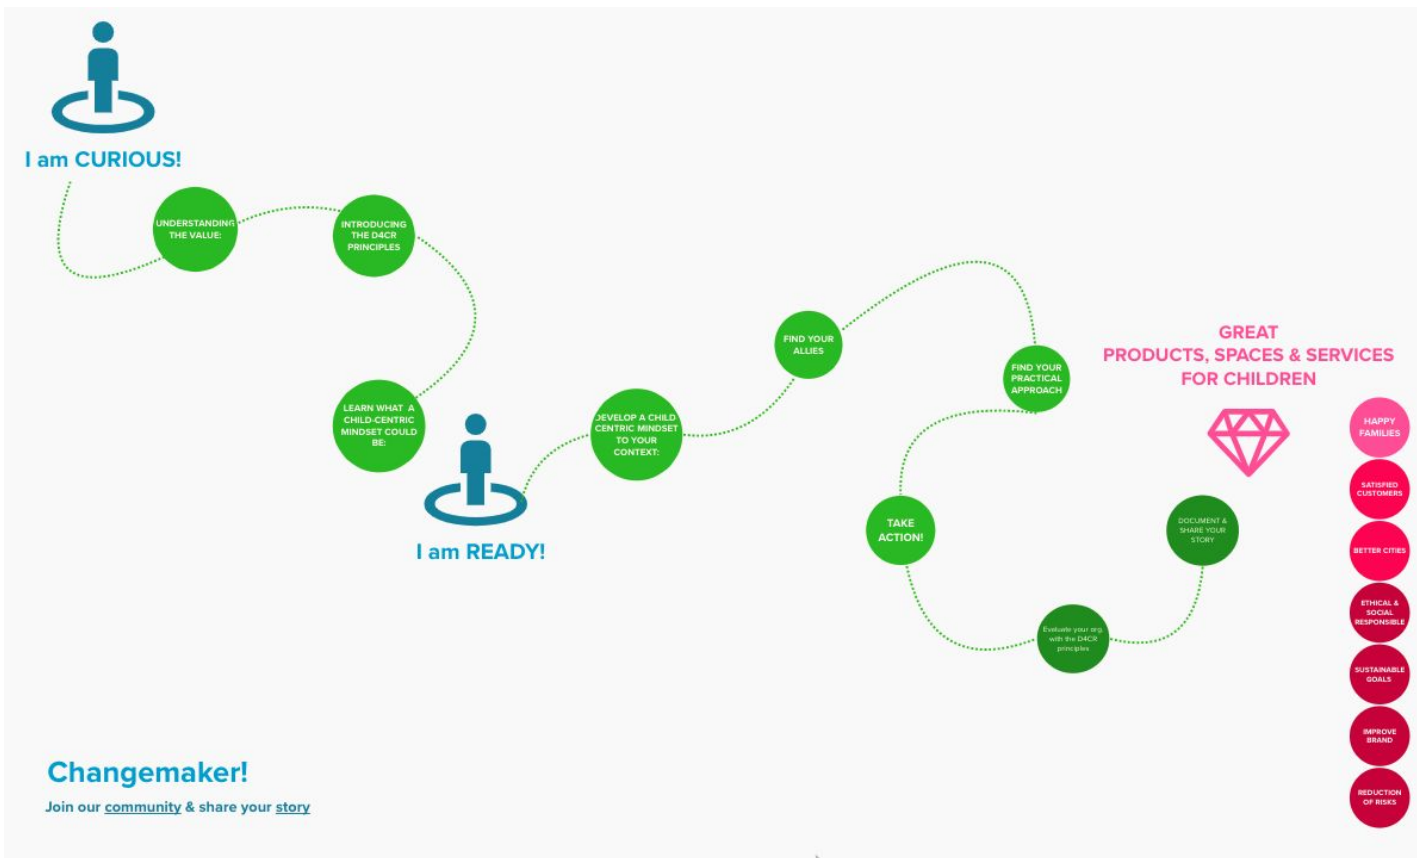 I am CURIOUS!
UNDERSTANDING
THE VALUE:
INTRODUCING
THE D4CR
PRINCIPLES
LEARN WHAT A
CHILD-CENTRIC
MINDSET COULD
BE:
I am READY!
DEVELOP A CHILD
CENTRIC MINDSET
TO YOUR
CONTEXT:
FIND YOUR
ALLIES
FIND YOUR
PRACTICAL
APPROACH
TAKE
ACTION!
Evaluate your org.
with the D4CR
principles
DOCUMENT &
SHARE YOUR
STORY
GREAT
PRODUCTS, SPACES & SERVICES
FOR CHILDREN
HAPPY
FAMILIES
SATISFIED
CUSTOMERS
BETTER CITIES
ETHICAL &
SOCIAL
RESPONSIBLE
SUSTAINABLE
GOALS
IMPROVE
BRAND
REDUCTION
OF RISKS
Changemaker!
Join our community & share your story